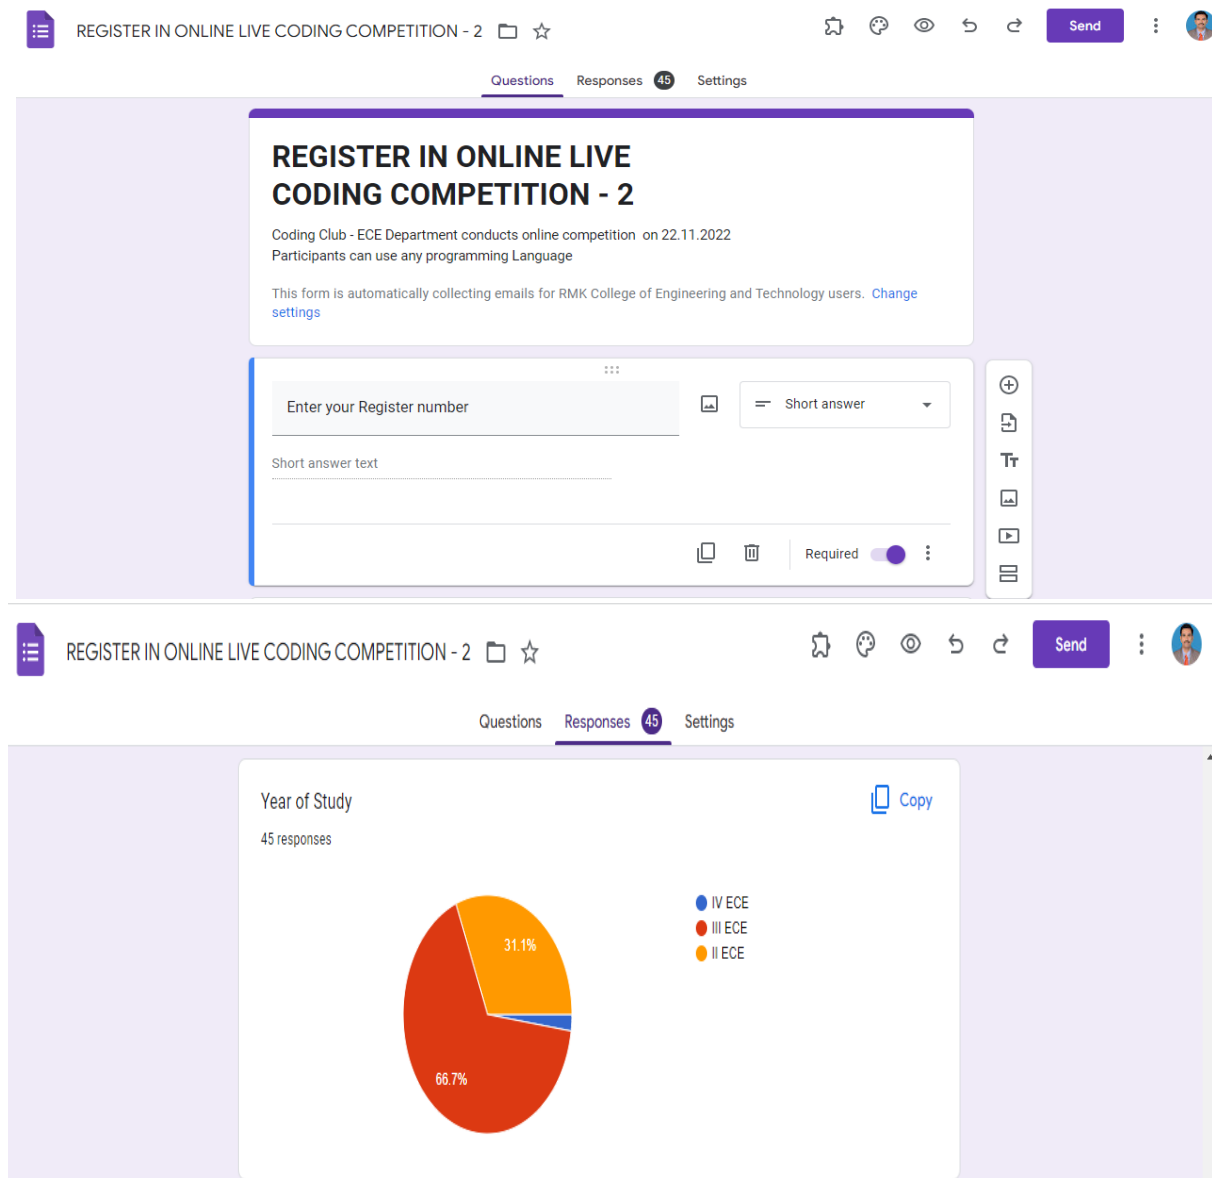 REGISTER IN ONLINE LIVE CODING COMPETITION - 2
Send
Questions Responses 45 Settings
REGISTER IN ONLINE LIVE
CODING COMPETITION - 2
Coding Club - ECE Department conducts online competition on 22.11.2022
Participants can use any programming Language
This form is automatically collecting emails for RMK College of Engineering and Technology users. Change
settings
Enter your Register number
Short answer
Short answer text
Required
REGISTER IN ONLINE LIVE CODING COMPETITION - 2
Send
Questions Responses 45 Settings
Year of Study
Copy
45 responses
IV ECE
III ECE
II ECE
31.1%
66.7%